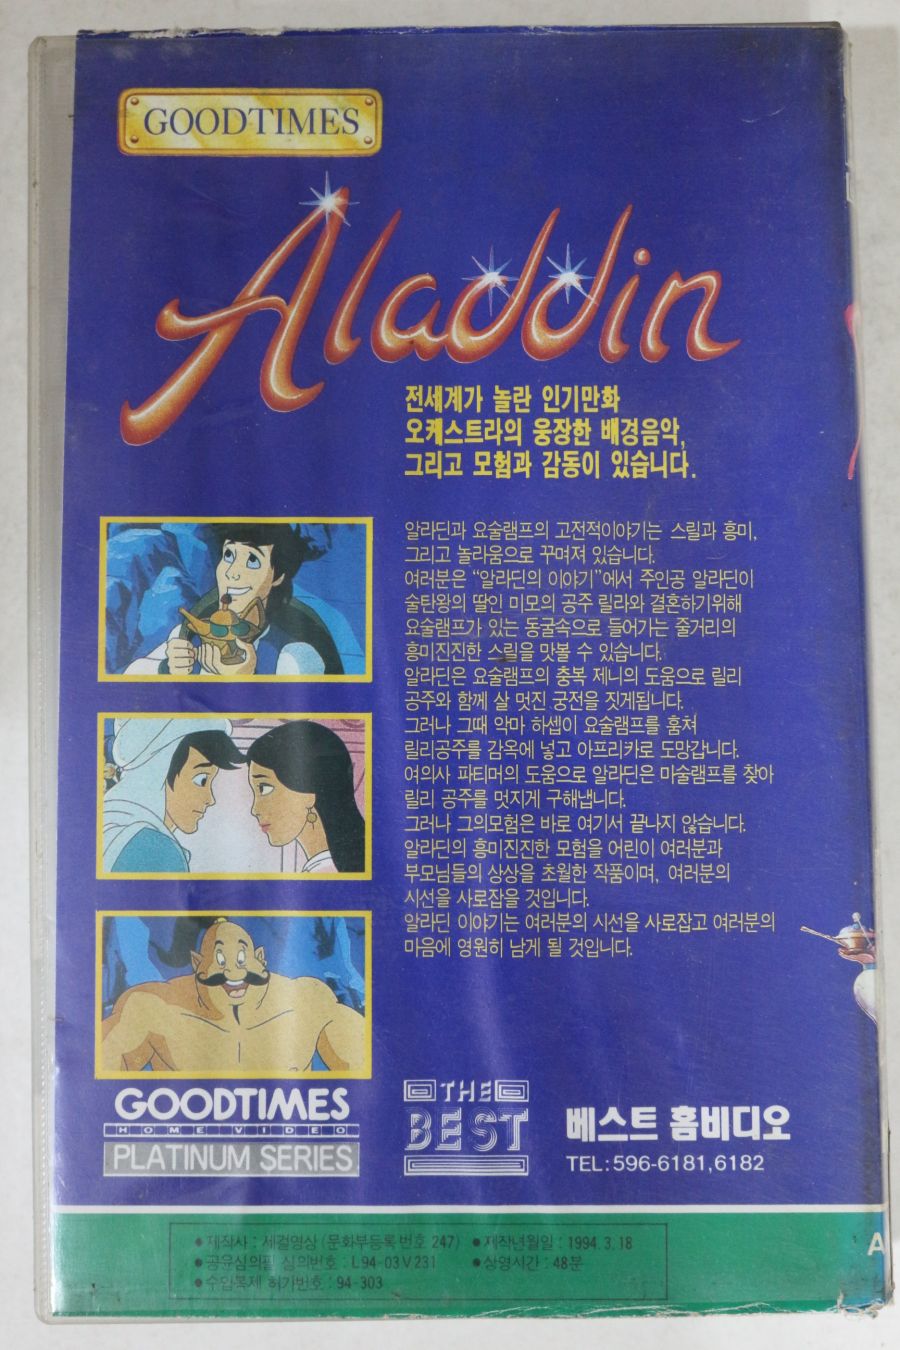 GOODTIMES
Aladdin
전세계가 놀란 인기만화
오케스트라의 웅장한 배경음악,
그리고 모험과 감동이 있습니다.
알라딘과 요술램프의 고전적이야기는 스릴과 흥미,
그리고 놀라움으로 꾸며져 있습니다.
여러분은 "알라딘의 이야기"에서 주인공 알라딘이
술탄왕의 딸인 미모의 공주 릴라와 결혼하기위해
요술램프가 있는 동굴속으로 들어가는 줄거리의
흥미진진한 스릴을 맛볼 수 있습니다.
알라딘은 요술램프의 충복 제니의 도움으로 릴리
공주와 함께 살 멋진 궁전을 짓게됩니다.
그러나 그때 악마 하셉이 요술램프를 훔쳐
릴리공주를 감옥에 넣고 아프리카로 도망갑니다.
여의사 파티머의 도움으로 알라딘은 마술램프를 찾아
릴리 공주를 멋지게 구해냅니다.
그러나 그의모험은 바로 여기서 끝나지 않습니다.
알라딘의 흥미진진한 모험을 어린이 여러분과
부모님들의 상상을 초월한 작품이며, 여러분의
시선을 사로잡을 것입니다.
알라딘 이야기는 여러분의 시선을 사로잡고 여러분의
마음에 영원히 남게 될 것입니다.
GOODTIMES
HOME VIDEO
PLATINUM SERIES
THE
BEST
베스트 홈비디오
TEL:596-6181,6182
●제작사 : 세걸영상 (문화부등록 번호 247) ●제작년월일 : 1994. 3. 18
●공윤심의필 심의번호 : L94-03V231 ●상영시간 : 48분
●수입복제 허가번호 : 94-303
A